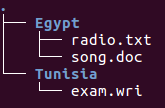 .
├── Egypt
│   ├── radio.txt
│   └── song.doc
└── Tunisia
    └── exam.wri